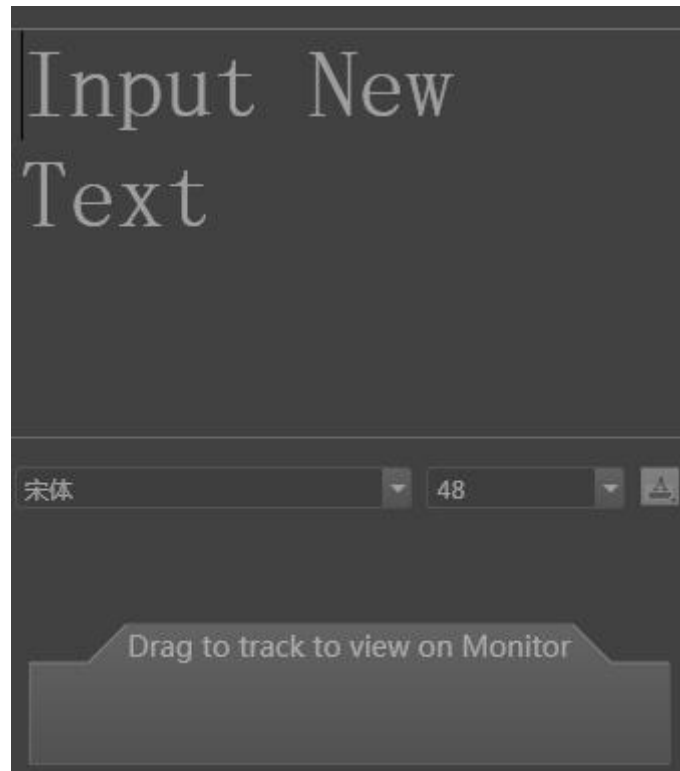 Input New
Text
宋体
48
Drag to track to view on Monitor